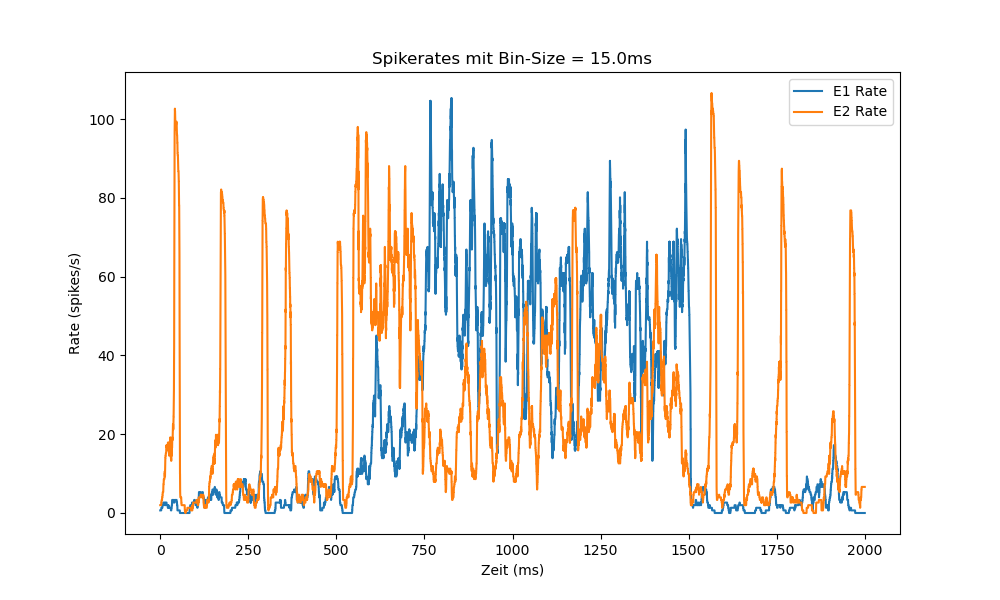 Spikerates mit Bin-Size = 15.0ms
E1 Rate
E2 Rate
Rate (spikes/s)
100
80
60
40
20
0
0 250 500 750 1000 1250 1500 1750 2000
Zeit (ms)